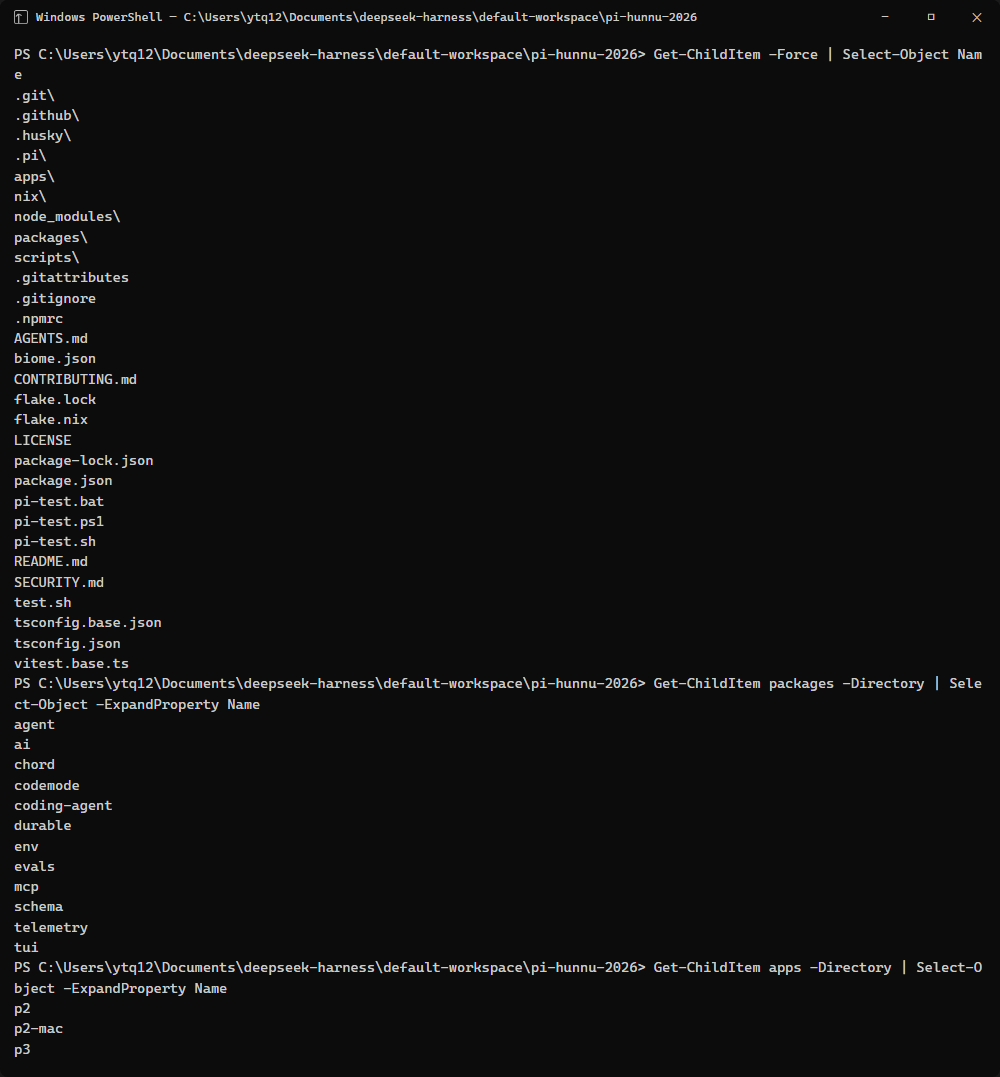 Windows PowerShell — C:\Users\ytq12\Documents\deepseek-harness\default-workspace\pi-hunnu-2026
PS C:\Users\ytq12\Documents\deepseek-harness\default-workspace\pi-hunnu-2026> Get-ChildItem -Force | Select-Object Nam
e
.git\
.github\
.husky\
.pi\
apps\
nix\
node_modules\
packages\
scripts\
.gitattributes
.gitignore
.npmrc
AGENTS.md
biome.json
CONTRIBUTING.md
flake.lock
flake.nix
LICENSE
package-lock.json
package.json
pi-test.bat
pi-test.ps1
pi-test.sh
README.md
SECURITY.md
test.sh
tsconfig.base.json
tsconfig.json
vitest.base.ts
PS C:\Users\ytq12\Documents\deepseek-harness\default-workspace\pi-hunnu-2026> Get-ChildItem packages -Directory | Sele
ct-Object -ExpandProperty Name
agent
ai
chord
codemode
coding-agent
durable
env
evals
mcp
schema
telemetry
tui
PS C:\Users\ytq12\Documents\deepseek-harness\default-workspace\pi-hunnu-2026> Get-ChildItem apps -Directory | Select-O
bject -ExpandProperty Name
p2
p2-mac
p3